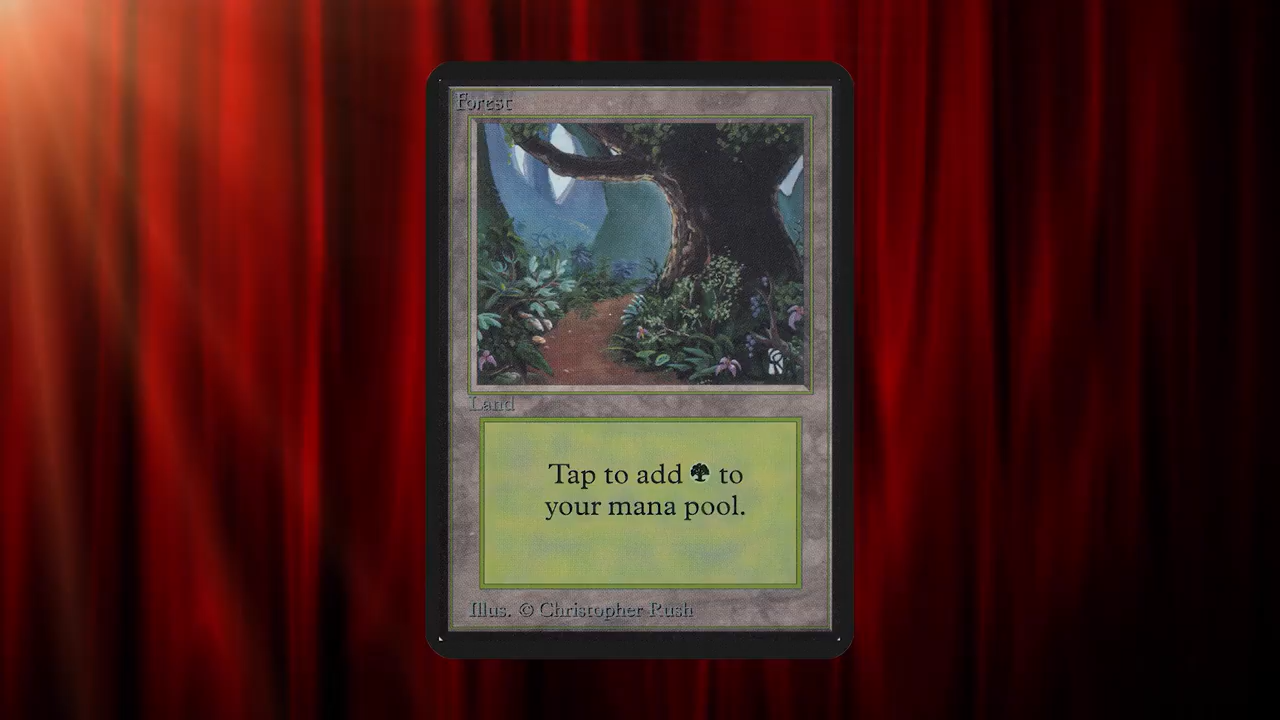 Forest
Land
Tap to add to
your mana pool.
Illus. © Christopher Rush